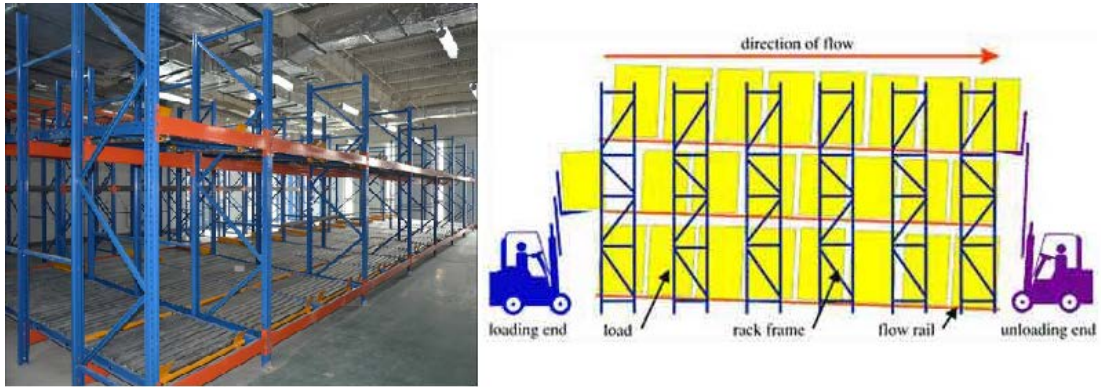 direction of flow
loading end
load
rack frame
flow rail
unloading end